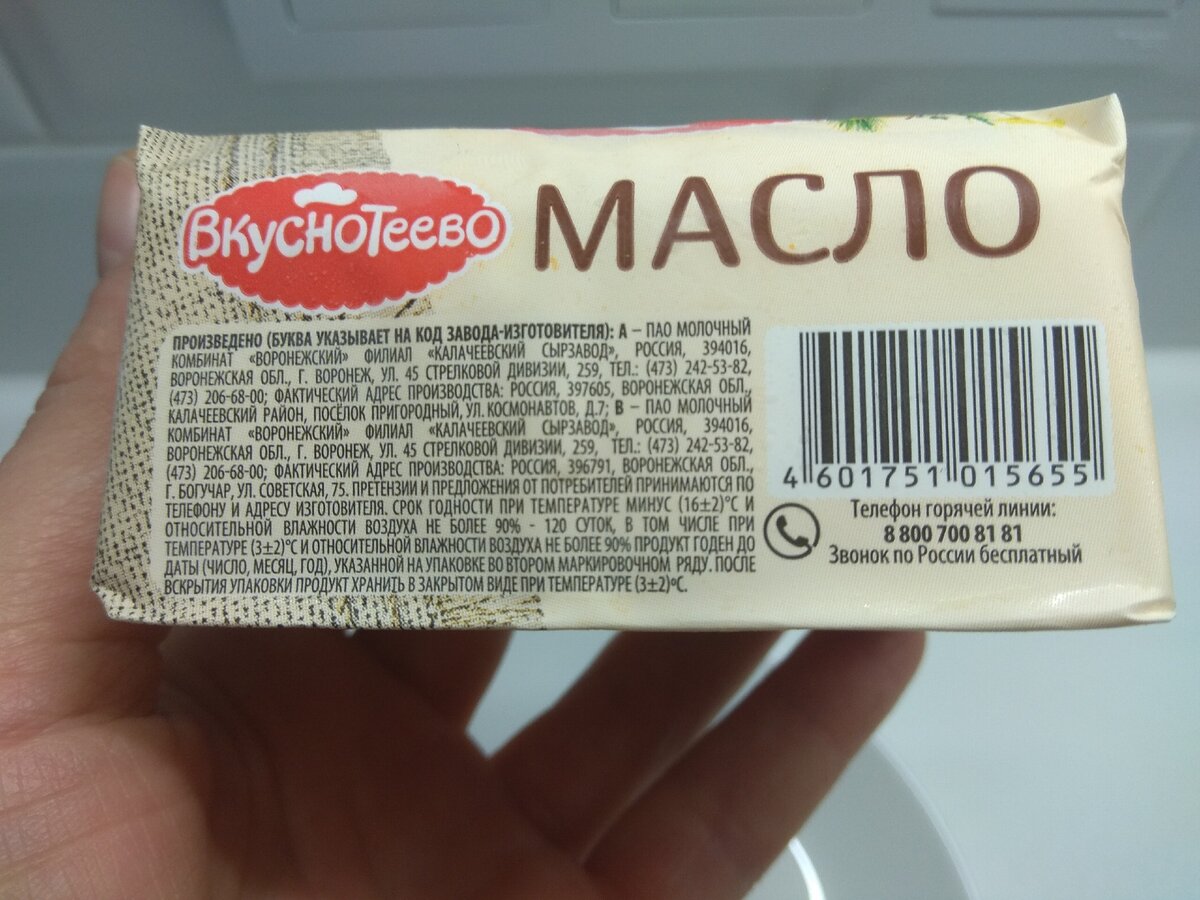 ВкусноТеево
МАСЛО
ПРОИЗВЕДЕНО (БУКВА УКАЗЫВАЕТ НА КОД ЗАВОДА-ИЗГОТОВИТЕЛЯ): А – ПАО МОЛОЧНЫЙ
КОМБИНАТ «ВОРОНЕЖСКИЙ» ФИЛИАЛ «КАЛАЧЕЕВСКИЙ СЫРЗАВОД», РОССИЯ, 394016,
ВОРОНЕЖСКАЯ ОБЛ., Г. ВОРОНЕЖ, УЛ. 45 СТРЕЛКОВОЙ ДИВИЗИИ, 259, ТЕЛ.: (473) 242-53-82,
(473) 206-68-00; ФАКТИЧЕСКИЙ АДРЕС ПРОИЗВОДСТВА: РОССИЯ, 397605, ВОРОНЕЖСКАЯ ОБЛ.,
КАЛАЧЕЕВСКИЙ РАЙОН, ПОСЁЛОК ПРИГОРОДНЫЙ, УЛ. КОСМОНАВТОВ, Д.7; В – ПАО МОЛОЧНЫЙ
КОМБИНАТ «ВОРОНЕЖСКИЙ» ФИЛИАЛ «КАЛАЧЕЕВСКИЙ СЫРЗАВОД», РОССИЯ, 394016,
ВОРОНЕЖСКАЯ ОБЛ., Г. ВОРОНЕЖ, УЛ. 45 СТРЕЛКОВОЙ ДИВИЗИИ, 259, ТЕЛ.: (473) 242-53-82,
(473) 206-68-00; ФАКТИЧЕСКИЙ АДРЕС ПРОИЗВОДСТВА: РОССИЯ, 396791, ВОРОНЕЖСКАЯ ОБЛ.,
Г. БОГУЧАР, УЛ. СОВЕТСКАЯ, 75. ПРЕТЕНЗИИ И ПРЕДЛОЖЕНИЯ ОТ ПОТРЕБИТЕЛЕЙ ПРИНИМАЮТСЯ ПО
ТЕЛЕФОНУ И АДРЕСУ ИЗГОТОВИТЕЛЯ. СРОК ГОДНОСТИ ПРИ ТЕМПЕРАТУРЕ МИНУС (16±2)°С И
ОТНОСИТЕЛЬНОЙ ВЛАЖНОСТИ ВОЗДУХА НЕ БОЛЕЕ 90% - 120 СУТОК, В ТОМ ЧИСЛЕ ПРИ
ТЕМПЕРАТУРЕ (3±2)°С И ОТНОСИТЕЛЬНОЙ ВЛАЖНОСТИ ВОЗДУХА НЕ БОЛЕЕ 90% ПРОДУКТ ГОДЕН ДО
ДАТЫ (ЧИСЛО, МЕСЯЦ, ГОД), УКАЗАННОЙ НА УПАКОВКЕ ВО ВТОРОМ МАРКИРОВОЧНОМ РЯДУ. ПОСЛЕ
ВСКРЫТИЯ УПАКОВКИ ПРОДУКТ ХРАНИТЬ В ЗАКРЫТОМ ВИДЕ ПРИ ТЕМПЕРАТУРЕ (3±2)°С.
4 601751 015655
Телефон горячей линии:
8 800 700 81 81
Звонок по России бесплатный